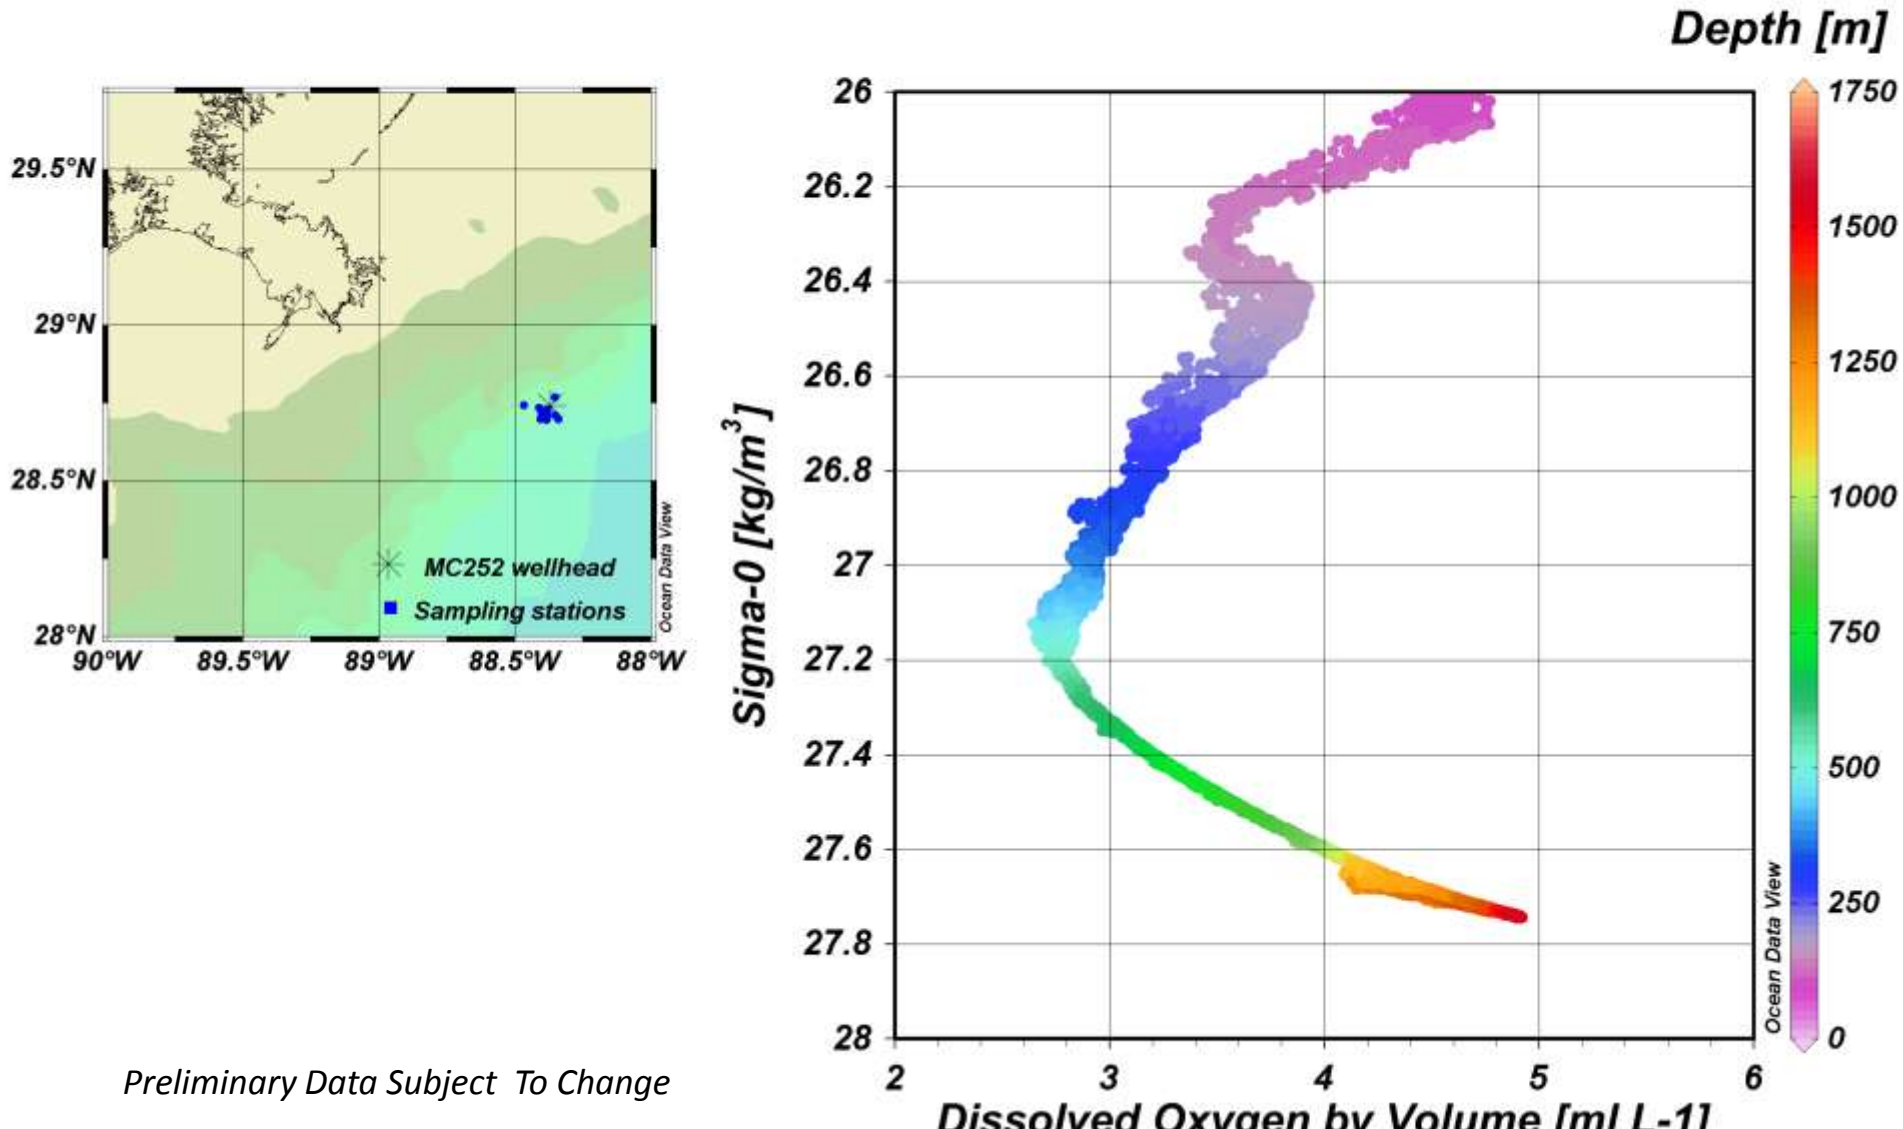 Depth [m]
29.5°N
29°N
28.5°N
28°N
90°W 89.5°W 89°W 88.5°W 88°W
MC252 wellhead
Sampling stations
Ocean Data View
Sigma-0 [kg/m³]
26
26.2
26.4
26.6
26.8
27
27.2
27.4
27.6
27.8
28
2 3 4 5 6
Dissolved Oxygen by Volume [ml L-1]
Ocean Data View
1750
1500
1250
1000
750
500
250
0
Preliminary Data Subject To Change